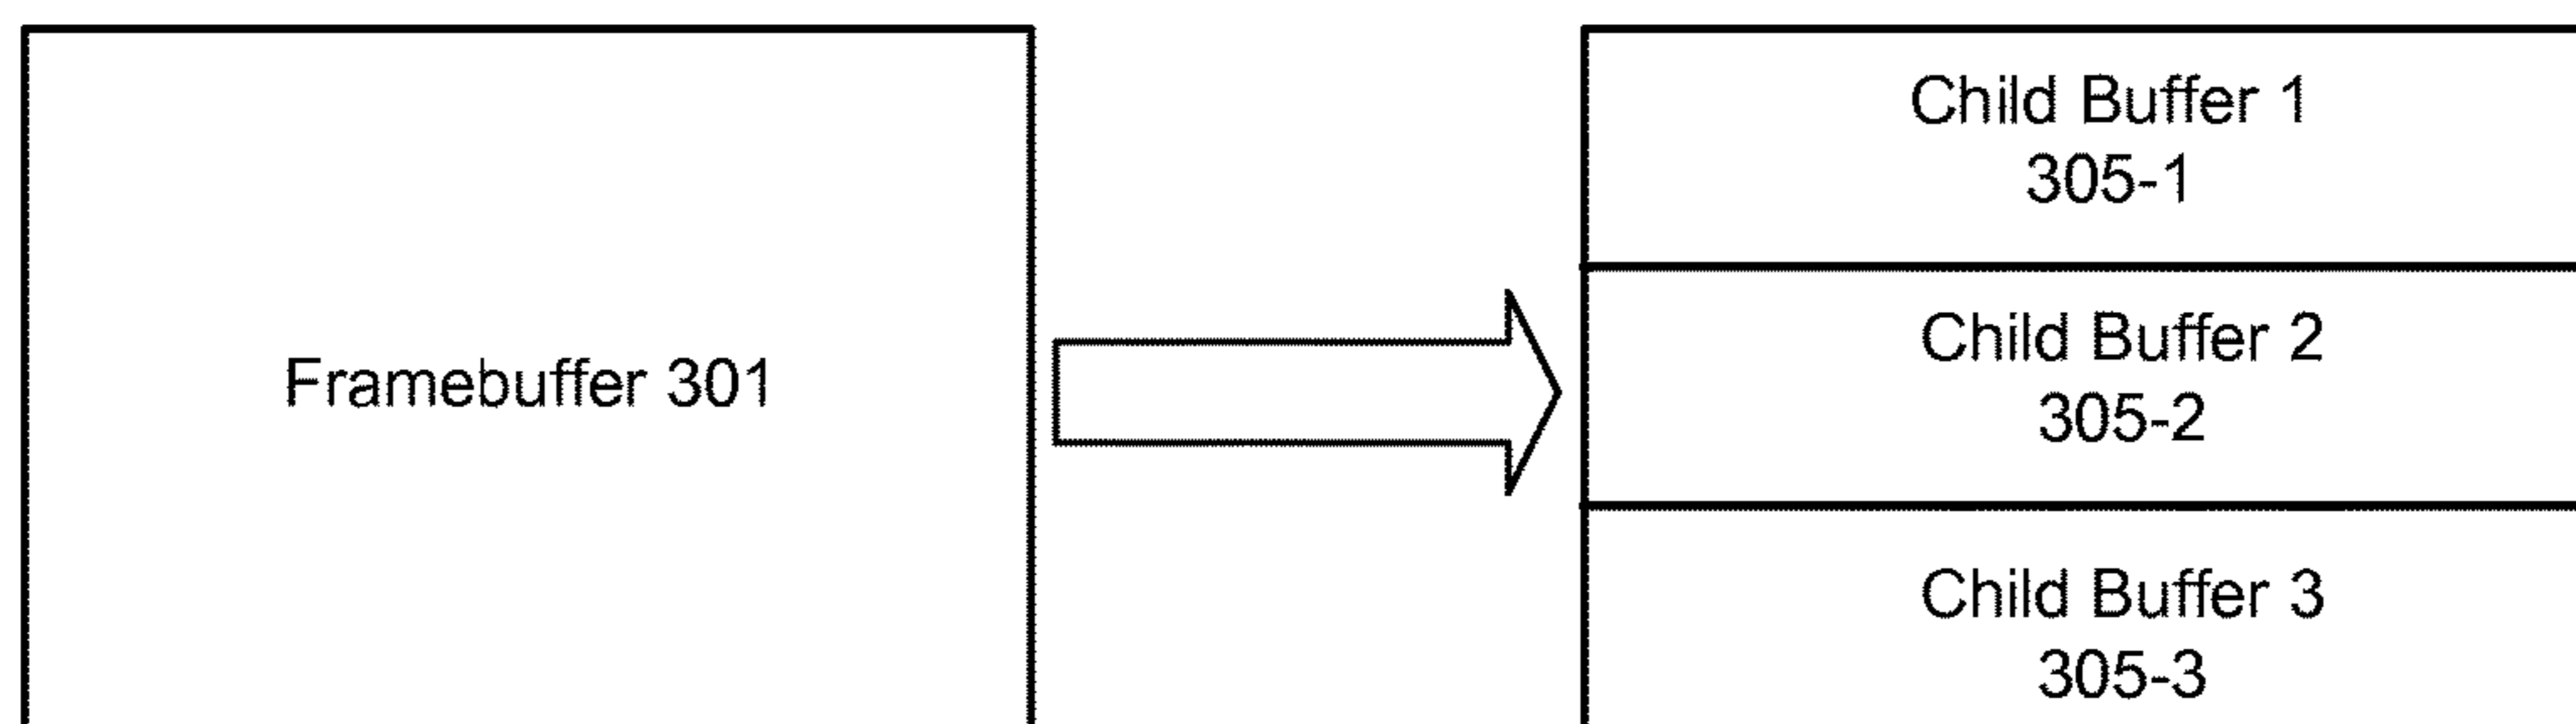 Framebuffer 301
Child Buffer 1
305-1
Child Buffer 2
305-2
Child Buffer 3
305-3